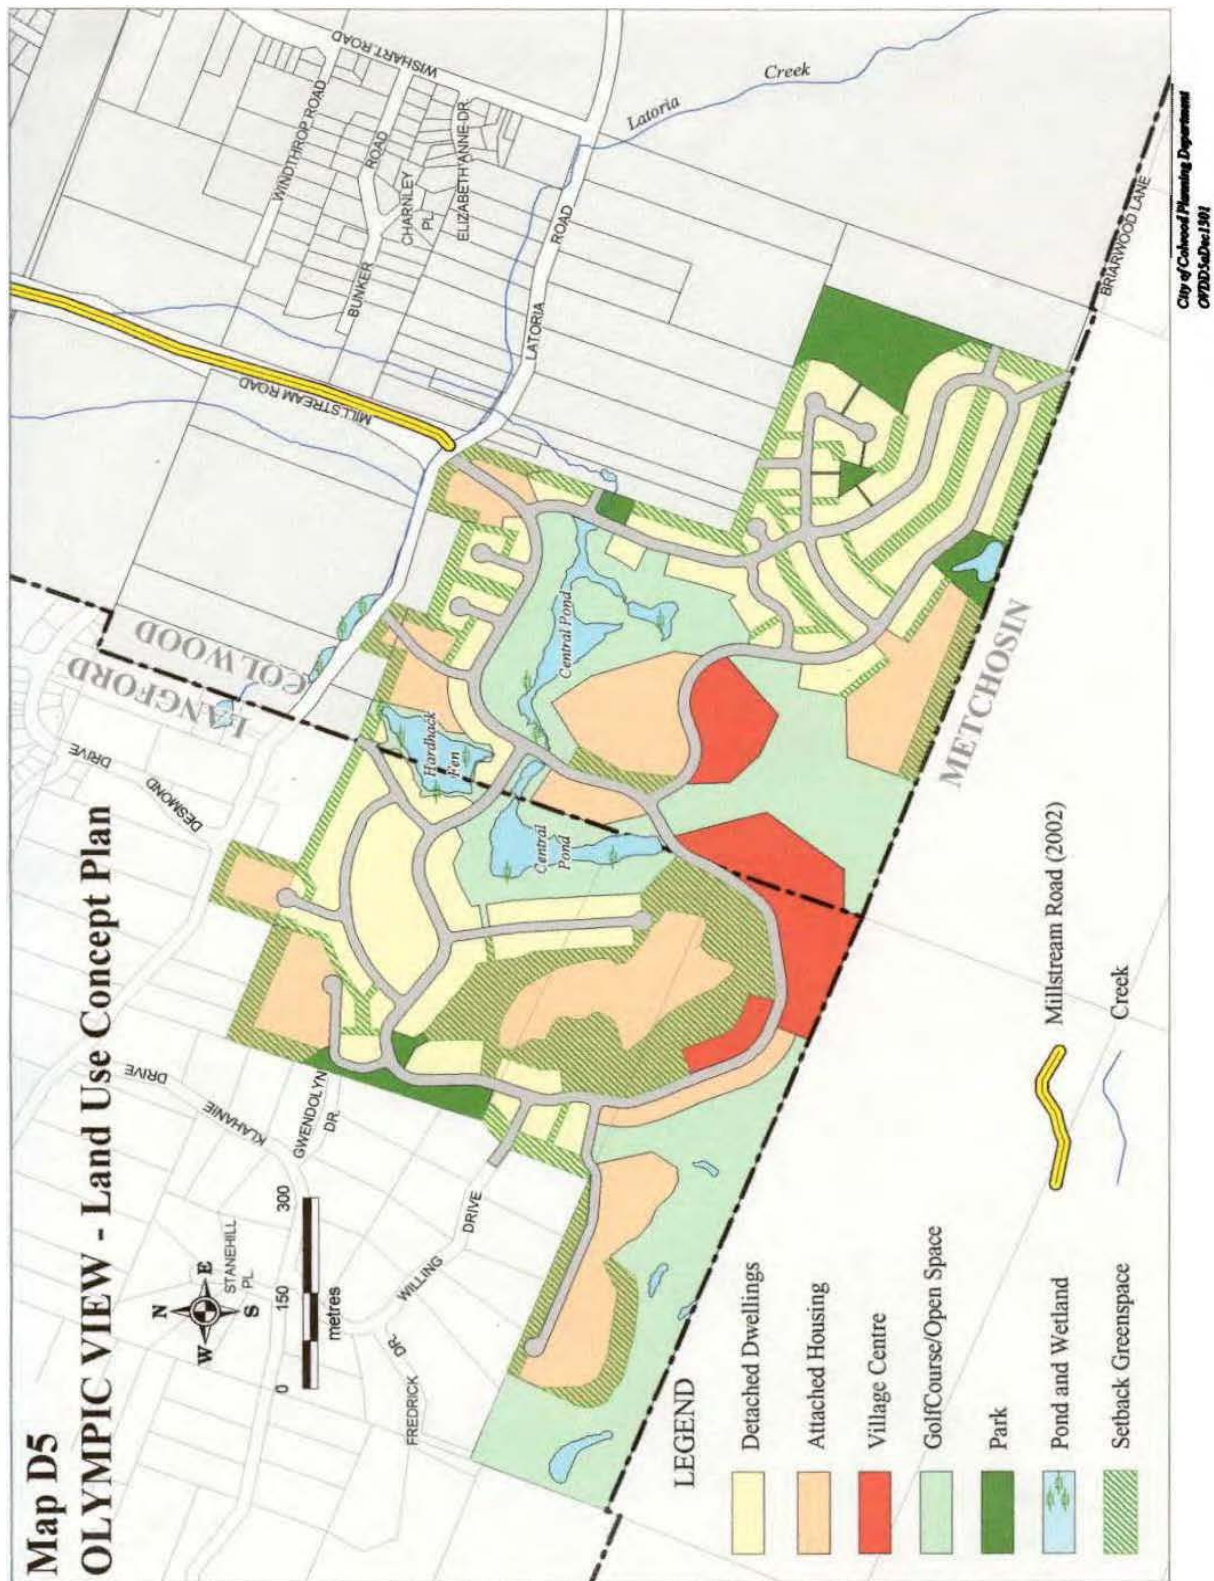 Map D5
OLYMPIC VIEW - Land Use Concept Plan
N
W
E
S
0
150
300
metres
STANEHILL
PL.
KLAHANIE
DRIVE
GWENDOLYN
DR.
WILLING
DRIVE
FREDRICK
DR.
DESMOND
DRIVE
LANGFORD
COLWOOD
METCHOSIN
Hardhack
Fen
Central
Pond
Central Pond
MILLSTREAM ROAD
LATORIA
ROAD
WINDTHROP ROAD
WISHART ROAD
BUNKER
ROAD
CHARNLEY
PL
ELIZABETH ANNE DR.
Latoria
Creek
BRIARWOOD LANE
LEGEND
Detached Dwellings
Attached Housing
Village Centre
GolfCourse/Open Space
Park
Pond and Wetland
Setback Greenspace
Millstream Road (2002)
Creek
City of Colwood Planning Department